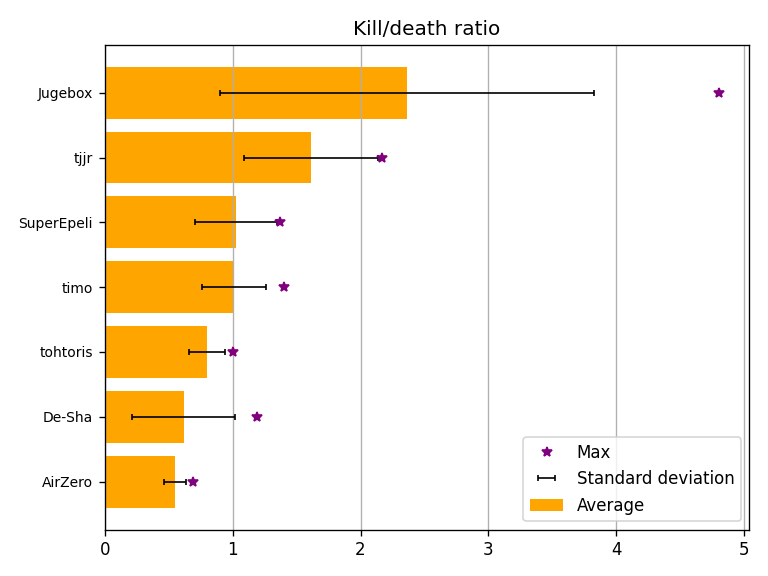 Kill/death ratio
Jugebox
tjjr
SuperEpeli
timo
tohtoris
De-Sha
AirZero
Max
Standard deviation
Average
0 1 2 3 4 5